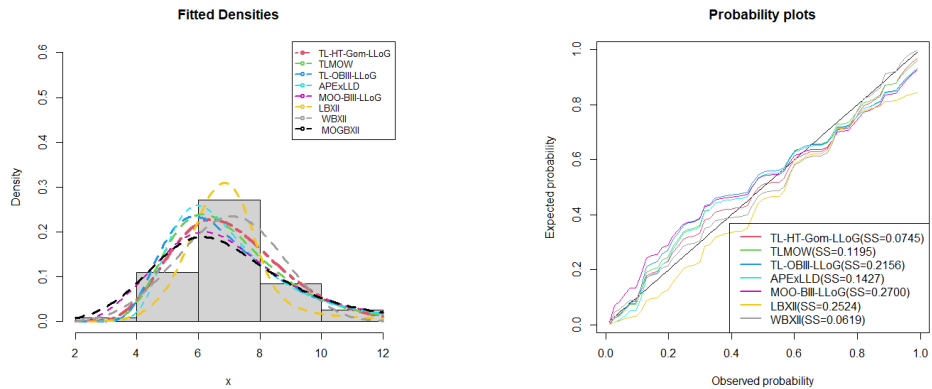 Fitted Densities
TL-HT-Gom-LLoG
TLMOW
TL-OBIII-LLoG
APExLLD
MOO-BIII-LLoG
LBXII
WBXII
MOGBXII
Density
0.6
0.5
0.4
0.3
0.2
0.1
0.0
2 4 6 8 10 12
x
Probability plots
Expected probability
1.0
0.8
0.6
0.4
0.2
0.0
TL-HT-Gom-LLoG(SS=0.0745)
TLMOW(SS=0.1195)
TL-OBIII-LLoG(SS=0.2156)
APExLLD(SS=0.1427)
MOO-BIII-LLoG(SS=0.2700)
LBXII(SS=0.2524)
WBXII(SS=0.0619)
0.0 0.2 0.4 0.6 0.8 1.0
Observed probability